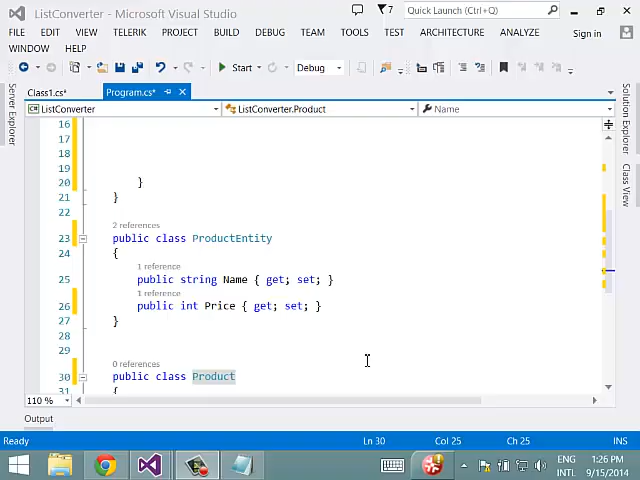 ListConverter - Microsoft Visual Studio
7
Quick Launch (Ctrl+Q)
FILE EDIT VIEW TELERIK PROJECT BUILD DEBUG TEAM TOOLS TEST ARCHITECTURE ANALYZE Sign in
WINDOW HELP
Start Debug
Class1.cs* Program.cs*
ListConverter ListConverter.Product Name
Server Explorer
Solution Explorer
Class View
16
17
18
19
20 }
21 }
22
2 references
23 public class ProductEntity
24 {
1 reference
25 public string Name { get; set; }
1 reference
26 public int Price { get; set; }
27 }
28
29
0 references
30 public class Product
31 {
110 %
Output
Ready Ln 30 Col 25 Ch 25 INS
ENG 1:26 PM
INTL 9/15/2014